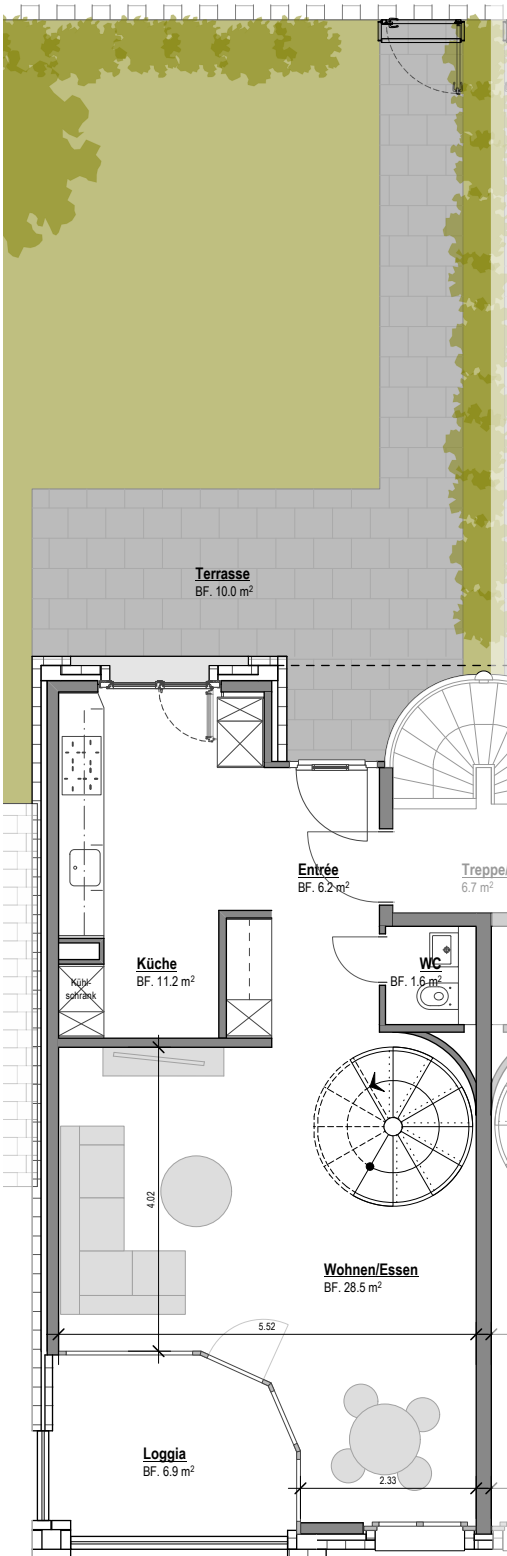 Terrasse
BF. 10.0 m²
Entrée
BF. 6.2 m²
6.7 m²
Küche
BF. 11.2 m²
WC
BF. 1.6 m²
Kühl-
schrank
4.02
Wohnen/Essen
BF. 28.5 m²
5.52
Loggia
BF. 6.9 m²
2.33